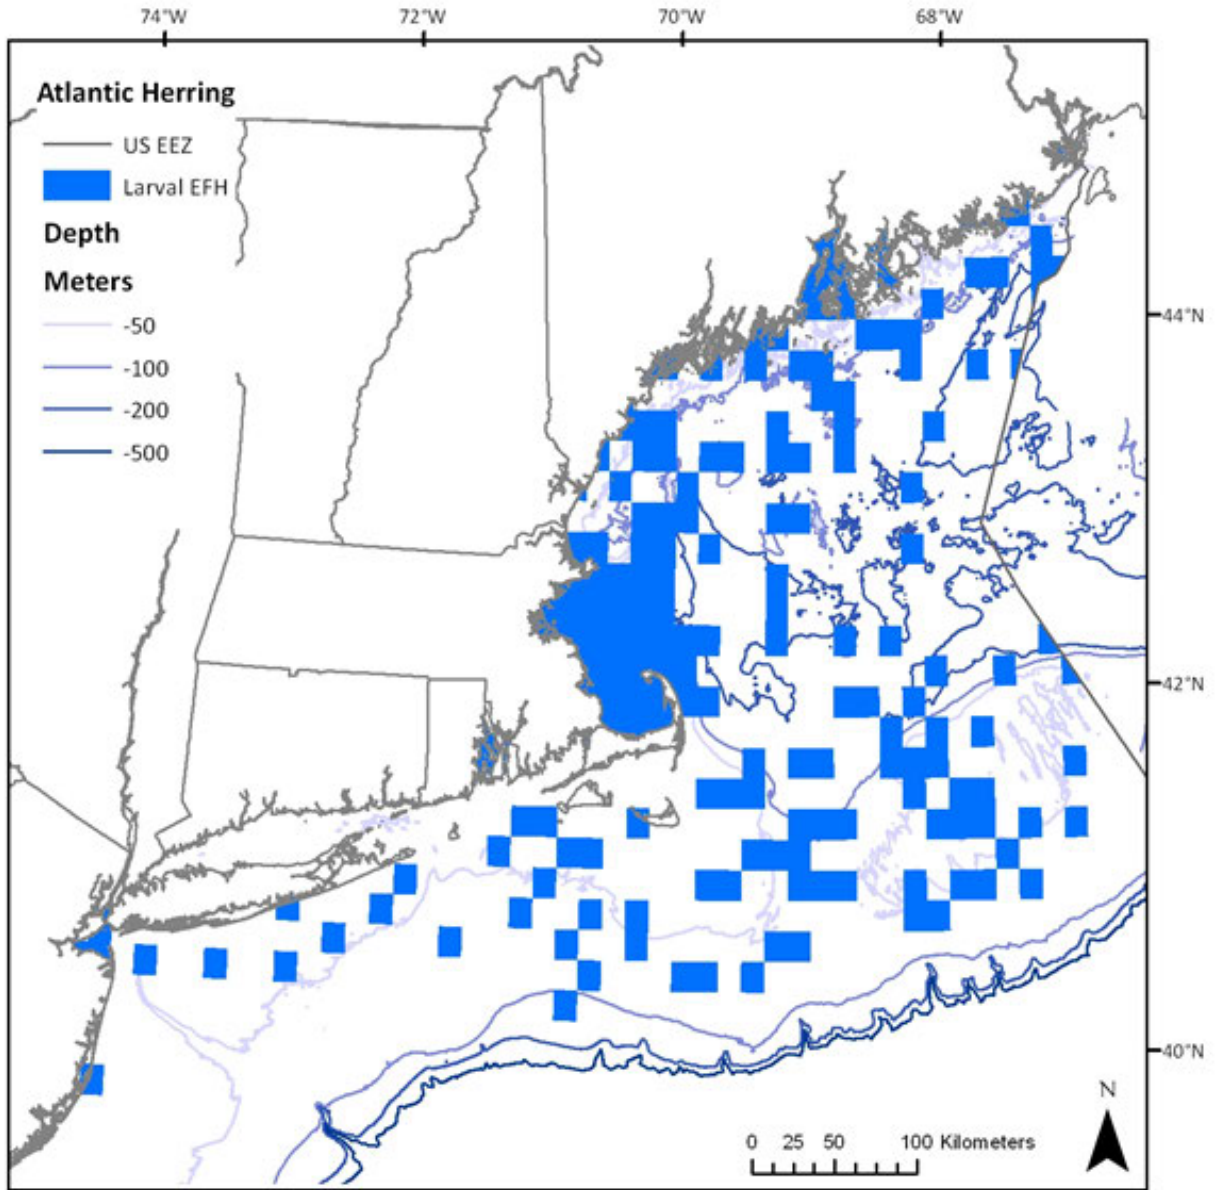 74°W 72°W 70°W 68°W
Atlantic Herring
US EEZ
Larval EFH
Depth
Meters
-50
-100
-200
-500
44°N
42°N
40°N
N
0 25 50 100 Kilometers